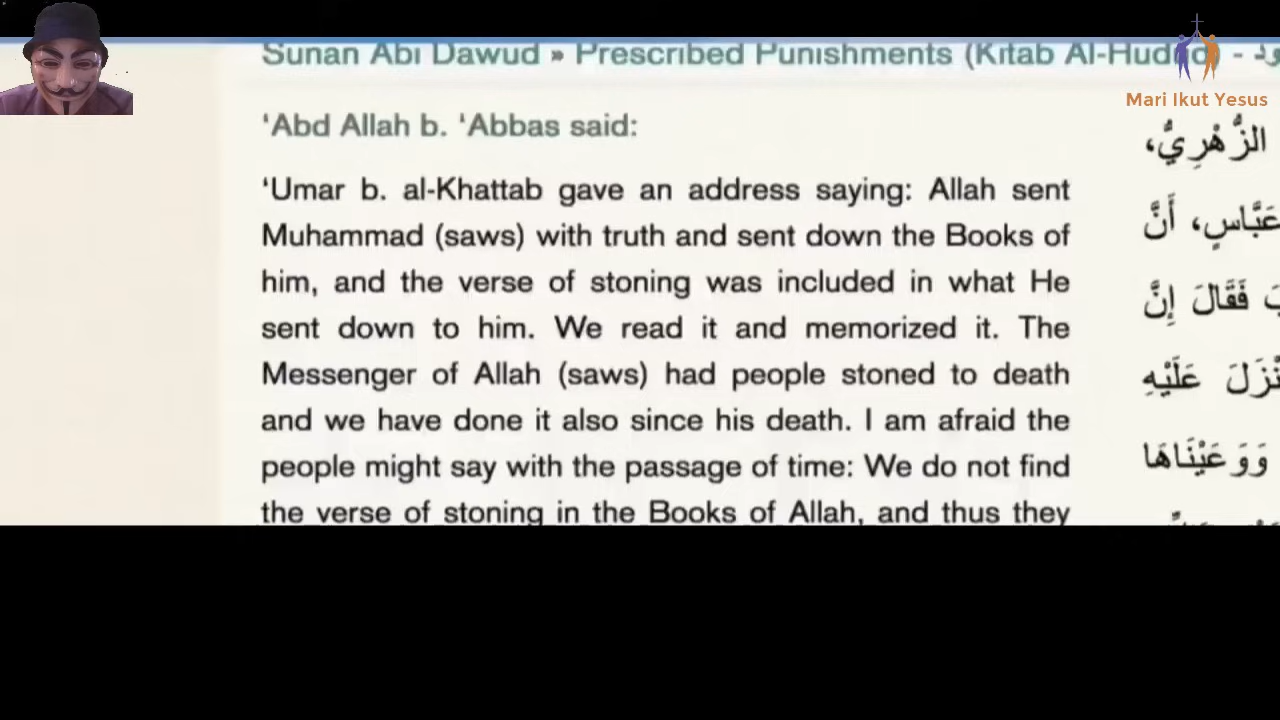 Sunan Abi Dawud » Prescribed Punishments (Kitab Al-Hudud) -
Mari Ikut Yesus
'Abd Allah b. 'Abbas said:
'Umar b. al-Khattab gave an address saying: Allah sent
Muhammad (saws) with truth and sent down the Books of
him, and the verse of stoning was included in what He
sent down to him. We read it and memorized it. The
Messenger of Allah (saws) had people stoned to death
and we have done it also since his death. I am afraid the
people might say with the passage of time: We do not find
the verse of stoning in the Books of Allah, and thus they
الزُّهْرِيُّ،
عَبَّاسٍ، أَنَّ
فَقَالَ إِنَّ
عَلَيْهِ
وَوَعَيْنَاهَا